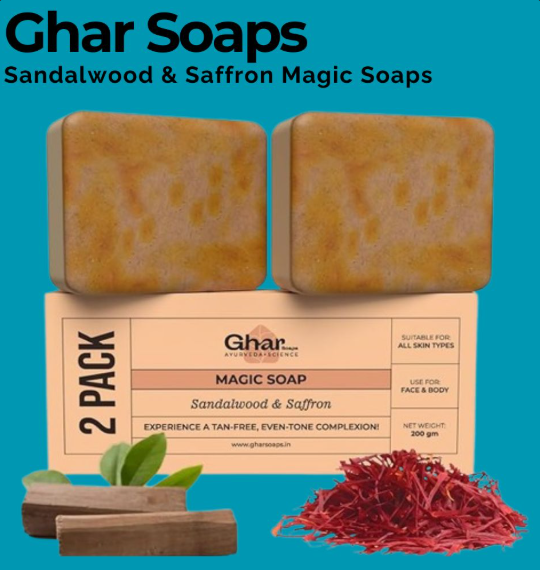 Ghar Soaps
Sandalwood & Saffron Magic Soaps
2 PACK
Ghar Soaps
AYURVEDA+SCIENCE
MAGIC SOAP
Sandalwood & Saffron
EXPERIENCE A TAN-FREE, EVEN-TONE COMPLEXION!
www.gharsoaps.in
SUITABLE FOR:
ALL SKIN TYPES
USE FOR:
FACE & BODY
NET WEIGHT:
200 gm